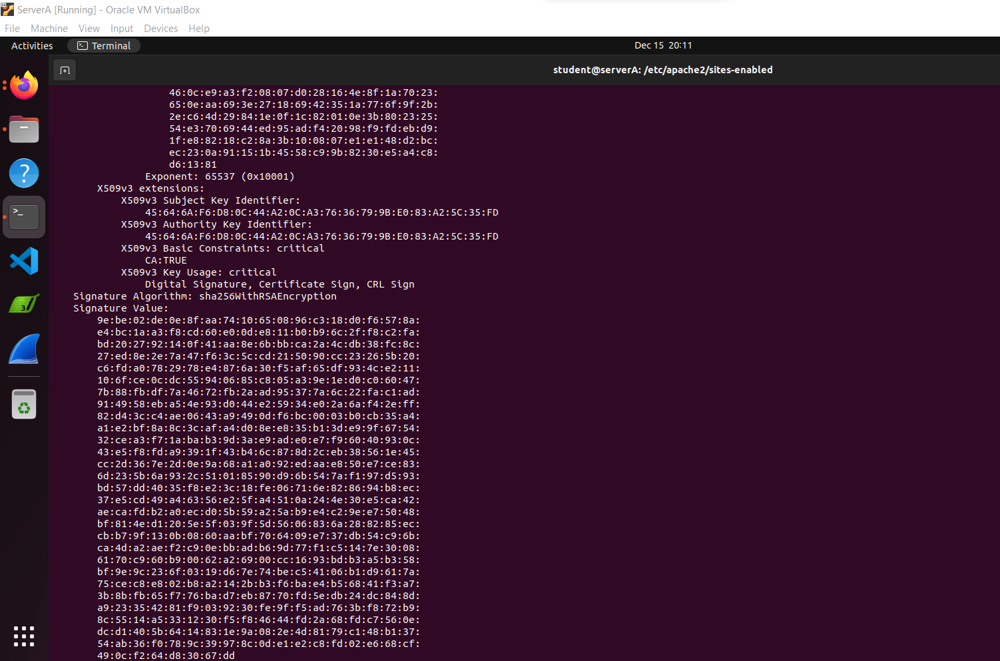 ServerA [Running] - Oracle VM VirtualBox
File Machine View Input Devices Help
Activities Terminal Dec 15 20:11
student@serverA: /etc/apache2/sites-enabled
46:0c:e9:a3:f2:08:07:d0:28:16:4e:8f:1a:70:23:
65:0e:aa:69:3e:27:18:69:42:35:1a:77:6f:9f:2b:
2e:c6:4d:29:84:1e:0f:1c:82:01:0e:3b:80:23:25:
54:e3:70:69:44:ed:95:ad:f4:20:98:f9:fd:eb:d9:
1f:e8:82:18:c2:8a:3b:10:08:07:e1:e1:48:d2:bc:
ec:23:0a:91:15:1b:45:58:c9:9b:82:30:e5:a4:c8:
d6:13:81
Exponent: 65537 (0x10001)
X509v3 extensions:
X509v3 Subject Key Identifier:
45:64:6A:F6:D8:0C:44:A2:0C:A3:76:36:79:9B:E0:83:A2:5C:35:FD
X509v3 Authority Key Identifier:
45:64:6A:F6:D8:0C:44:A2:0C:A3:76:36:79:9B:E0:83:A2:5C:35:FD
X509v3 Basic Constraints: critical
CA:TRUE
X509v3 Key Usage: critical
Digital Signature, Certificate Sign, CRL Sign
Signature Algorithm: sha256WithRSAEncryption
Signature Value:
9e:be:02:de:0e:8f:aa:74:10:65:08:96:c3:18:d0:f6:57:8a:
e4:bc:1a:a3:f8:cd:60:e0:0d:e8:11:b0:b9:6c:2f:f8:c2:fa:
bd:20:27:92:14:0f:41:aa:8e:6b:bb:ca:2a:4c:db:38:fc:8c:
27:ed:8e:2e:7a:47:f6:3c:5c:cd:21:50:90:cc:23:26:5b:20:
c6:fd:a0:78:29:78:e4:87:6a:30:f5:af:65:df:93:4c:e2:11:
10:6f:ce:0c:dc:55:94:06:85:c8:05:a3:9e:1e:d0:c0:60:47:
7b:88:fb:df:7a:46:72:fb:2a:ad:95:37:7a:6c:22:fa:c1:ad:
91:49:58:eb:a5:4e:93:d0:44:e2:59:34:e0:2a:6a:f4:2e:ff:
82:d4:3c:c4:ae:06:43:a9:49:0d:f6:bc:00:03:b0:cb:35:a4:
a1:e2:bf:8a:8c:3c:af:a4:d0:8e:e8:35:b1:3d:e9:9f:67:54:
32:ce:a3:f7:1a:ba:b3:9d:3a:e9:ad:e0:e7:f9:60:40:93:0c:
43:e5:f8:fd:a9:39:1f:43:b4:6c:87:8d:2c:eb:38:56:1e:45:
cc:2d:36:7e:2d:0e:9a:68:a1:a0:92:ed:aa:e8:50:e7:ce:83:
6d:23:5b:6a:93:2c:51:01:85:90:d9:6b:54:7a:f1:97:d5:93:
bd:57:dd:40:35:f8:e2:3c:18:fe:06:71:6e:82:86:94:b8:ec:
37:e5:cd:49:a4:63:56:e2:5f:a4:51:0a:24:4e:30:e5:ca:42:
ae:ca:fd:b2:a0:ec:d0:5b:59:a2:5a:b9:e4:c2:9e:e7:50:48:
bf:81:4e:d1:20:5e:5f:03:9f:5d:56:06:83:6a:28:82:85:ec:
cb:b7:9f:13:0b:08:60:aa:bf:70:64:09:e7:37:db:54:c9:6b:
ca:4d:a2:ae:f2:c9:0e:bb:ad:b6:9d:77:f1:c5:14:7e:30:08:
61:70:c9:60:b9:00:62:a2:69:00:cc:16:93:bd:b3:a5:b3:58:
bf:9e:9c:23:6f:03:19:d6:7e:74:be:c5:41:06:b1:d9:61:7a:
75:ce:c8:e8:02:b8:a2:14:2b:b3:f6:ba:e4:b5:68:41:f3:a7:
3b:8b:fb:65:f7:76:ba:d7:eb:87:70:fd:5e:db:24:dc:84:8d:
a9:23:35:42:81:f9:03:92:30:fe:9f:f5:ad:76:3b:f8:72:b9:
8c:55:14:a5:33:12:30:f5:f8:46:44:fd:2a:68:fd:c7:56:0e:
dc:d1:40:5b:64:14:83:1e:9a:08:2e:4d:81:79:c1:48:b1:37:
54:ab:36:f0:78:9c:39:97:8c:0d:e1:e2:c8:fd:02:e6:68:cf:
49:0c:f2:64:d8:30:67:dd